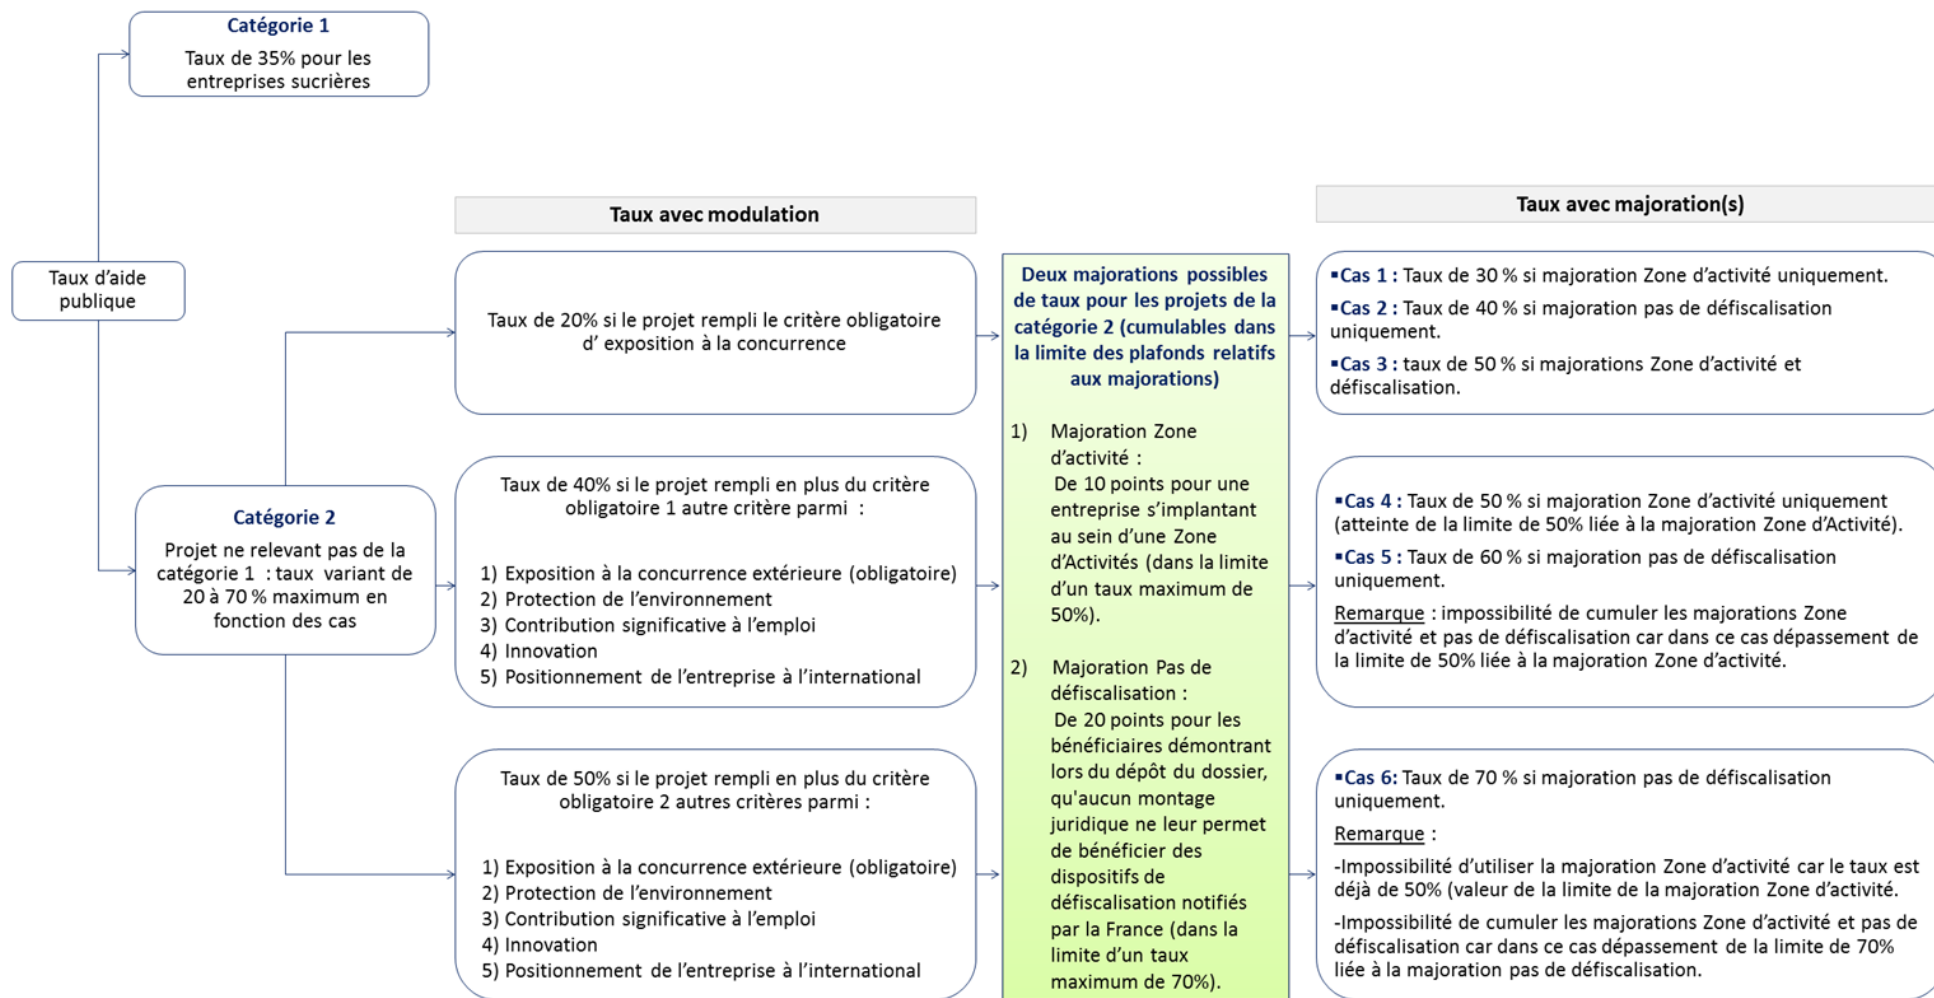 Catégorie 1
Taux de 35% pour les
entreprises sucrières
Taux d'aide
publique
Catégorie 2
Projet ne relevant pas de la
catégorie 1 : taux variant de
20 à 70 % maximum en
fonction des cas
Taux avec modulation
Taux de 20% si le projet rempli le critère obligatoire
d' exposition à la concurrence
Taux de 40% si le projet rempli en plus du critère
obligatoire 1 autre critère parmi :
1) Exposition à la concurrence extérieure (obligatoire)
2) Protection de l'environnement
3) Contribution significative à l'emploi
4) Innovation
5) Positionnement de l'entreprise à l'international
Taux de 50% si le projet rempli en plus du critère
obligatoire 2 autres critères parmi :
1) Exposition à la concurrence extérieure (obligatoire)
2) Protection de l'environnement
3) Contribution significative à l'emploi
4) Innovation
5) Positionnement de l'entreprise à l'international
Deux majorations possibles
de taux pour les projets de la
catégorie 2 (cumulables dans
la limite des plafonds relatifs
aux majorations)
1) Majoration Zone
d'activité :
De 10 points pour une
entreprise s'implantant
au sein d'une Zone
d'Activités (dans la limite
d'un taux maximum de
50%).
2) Majoration Pas de
défiscalisation :
De 20 points pour les
bénéficiaires démontrant
lors du dépôt du dossier,
qu'aucun montage
juridique ne leur permet
de bénéficier des
dispositifs de
défiscalisation notifiés
par la France (dans la
limite d'un taux
maximum de 70%).
Taux avec majoration(s)
▪Cas 1 : Taux de 30 % si majoration Zone d'activité uniquement.
▪Cas 2 : Taux de 40 % si majoration pas de défiscalisation
uniquement.
▪Cas 3 : taux de 50 % si majorations Zone d'activité et
défiscalisation.
▪Cas 4 : Taux de 50 % si majoration Zone d'activité uniquement
(atteinte de la limite de 50% liée à la majoration Zone d'Activité).
▪Cas 5 : Taux de 60 % si majoration pas de défiscalisation
uniquement.
Remarque : impossibilité de cumuler les majorations Zone
d'activité et pas de défiscalisation car dans ce cas dépassement de
la limite de 50% liée à la majoration Zone d'activité.
▪Cas 6: Taux de 70 % si majoration pas de défiscalisation
uniquement.
Remarque :
-Impossibilité d'utiliser la majoration Zone d'activité car le taux est
déjà de 50% (valeur de la limite de la majoration Zone d'activité.
-Impossibilité de cumuler les majorations Zone d'activité et pas de
défiscalisation car dans ce cas dépassement de la limite de 70%
liée à la majoration pas de défiscalisation.